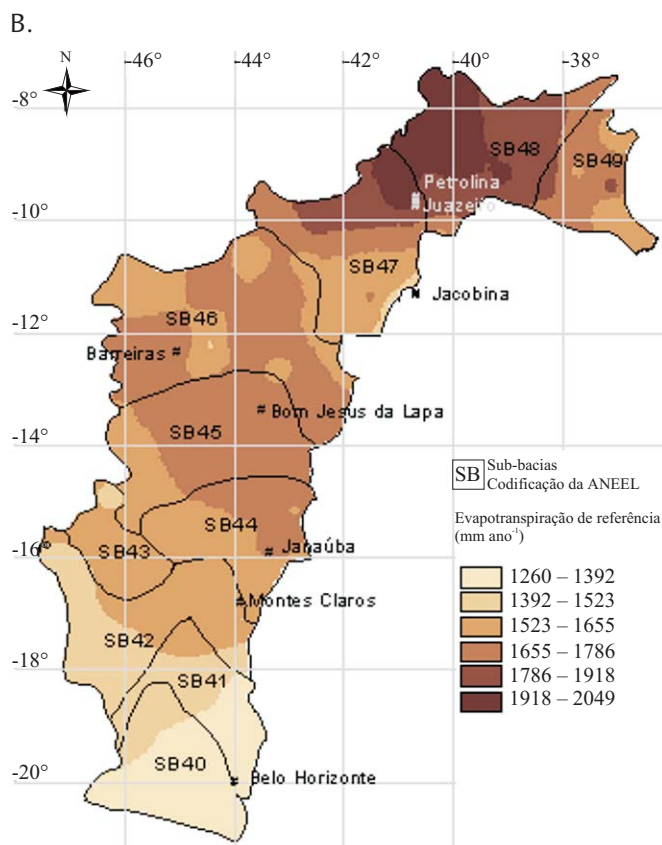 B.
N
-46°
-44°
-42°
-40°
-38°
-8°
SB48
SB49
Petrolina
Juazeiro
-10°
SB47
Jacobina
SB46
-12°
Barreiras
Bom Jesus da Lapa
SB45
-14°
SB Sub-bacias
Codificação da ANEEL
SB44
Evapotranspiração de referência
(mm ano-1)
SB43
Janaúba
-16°
1260 – 1392
Montes Claros
1392 – 1523
SB42
1523 – 1655
1655 – 1786
-18°
SB41
1786 – 1918
1918 – 2049
SB40
-20°
Belo Horizonte